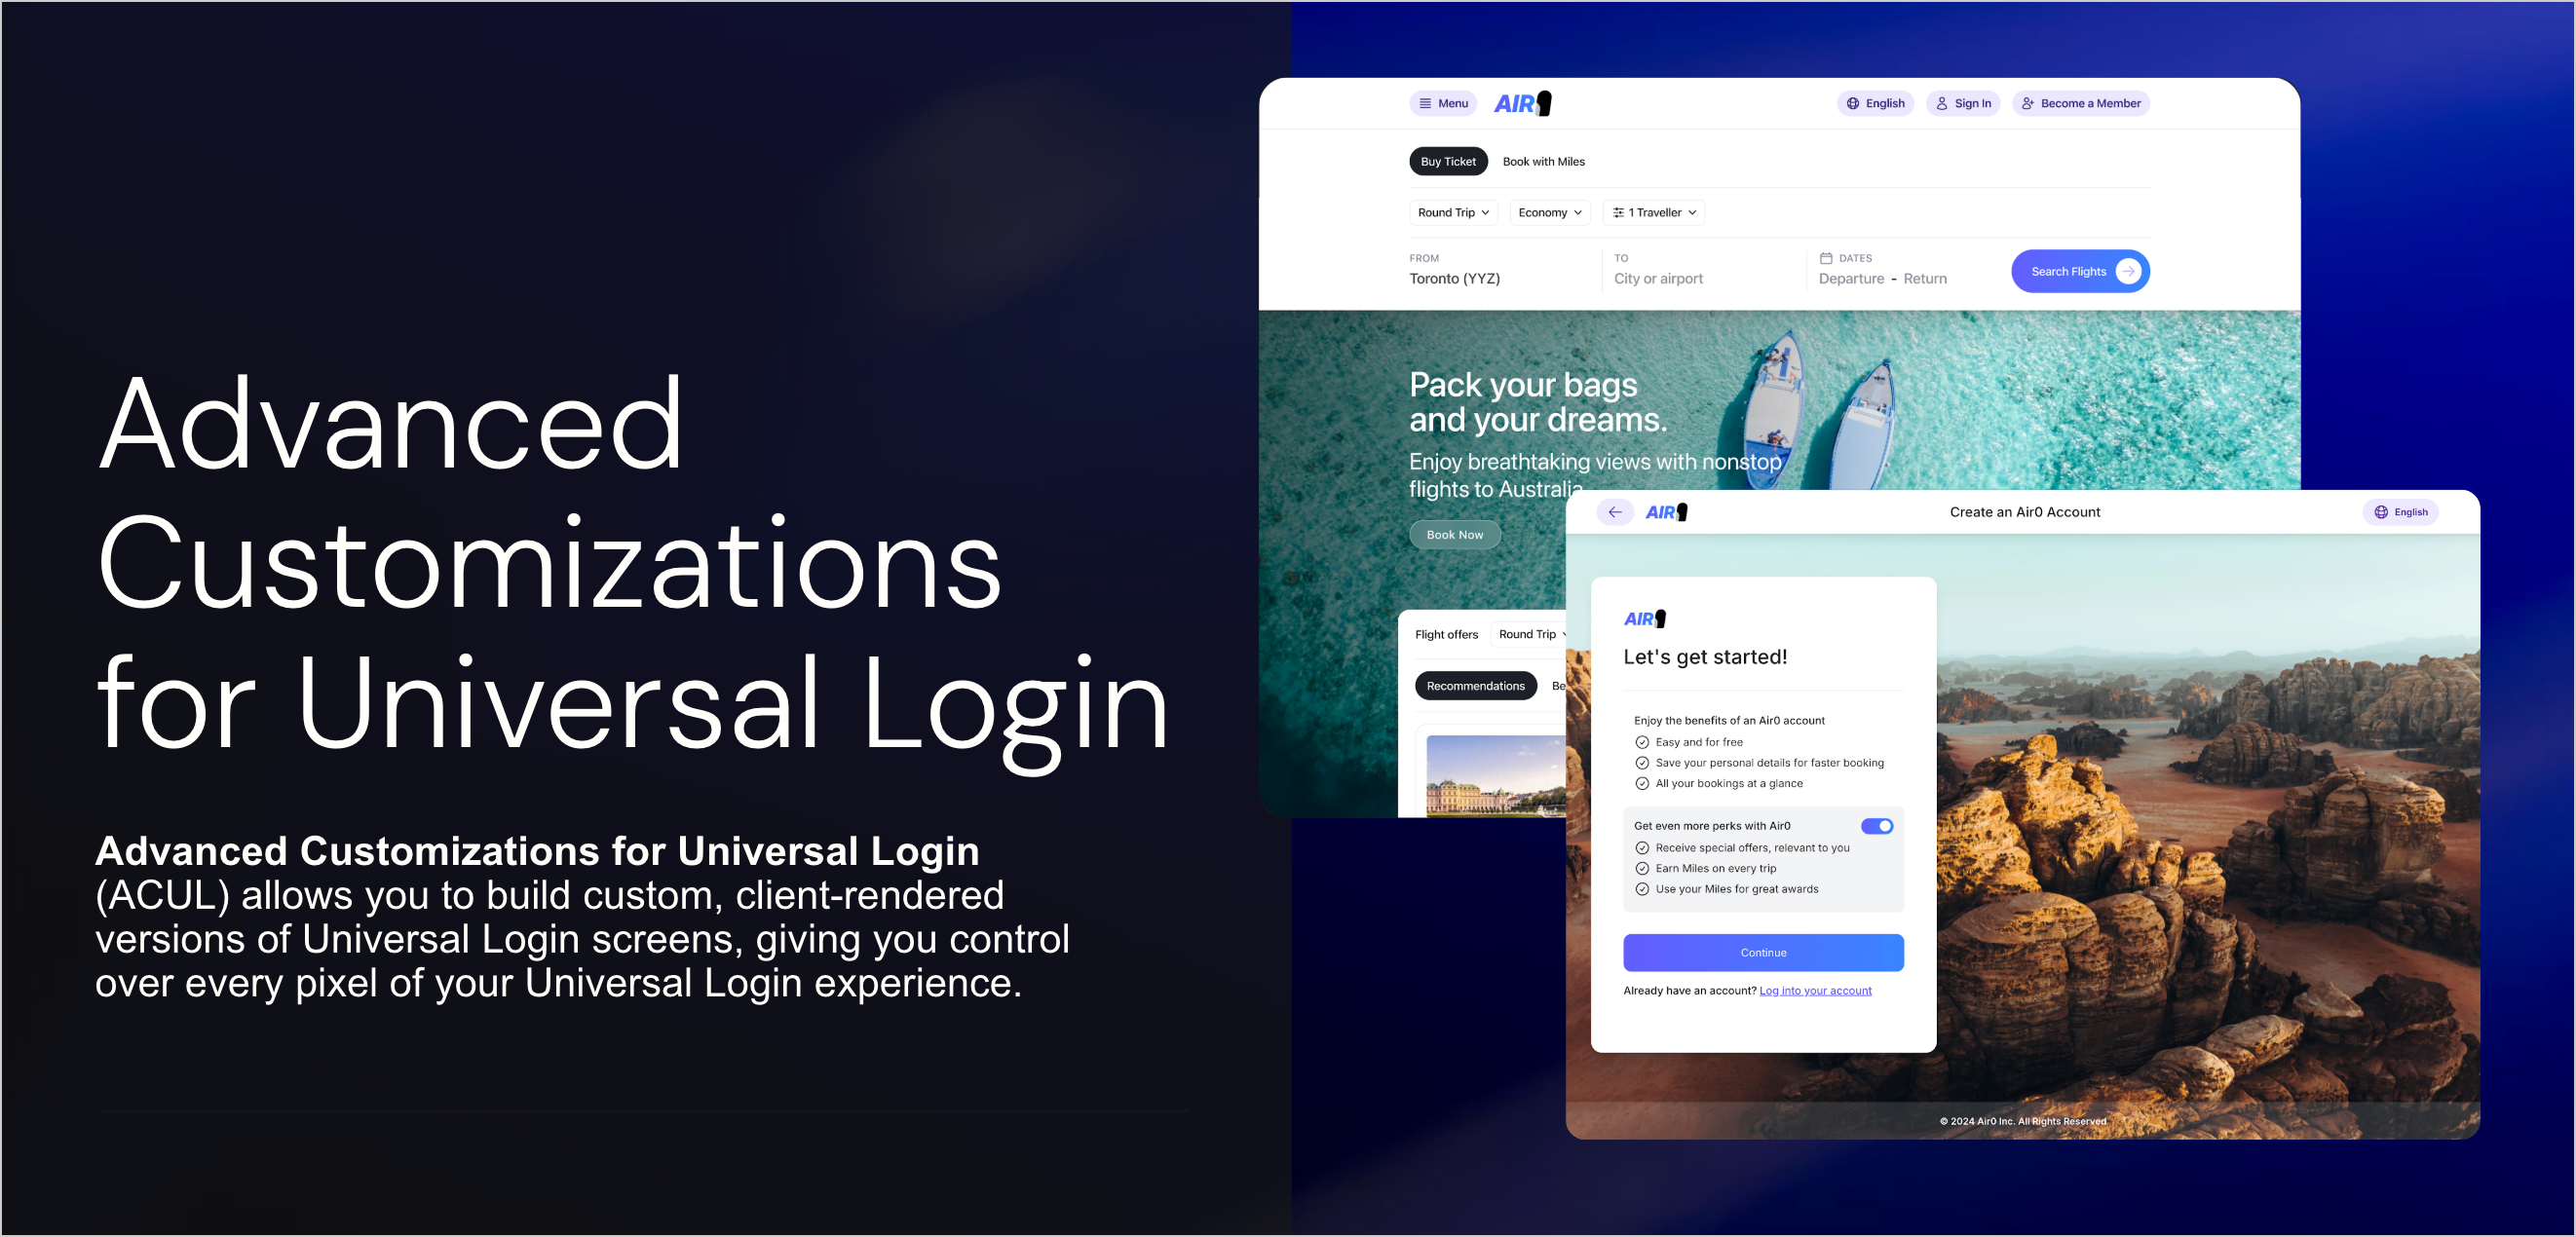 Advanced
Customizations
for Universal Login
Advanced Customizations for Universal Login
(ACUL) allows you to build custom, client-rendered
versions of Universal Login screens, giving you control
over every pixel of your Universal Login experience.
Menu AIR0 English Sign In Become a Member
Buy Ticket Book with Miles
Round Trip Economy 1 Traveller
FROM TO DATES
Toronto (YYZ) City or airport Departure - Return Search Flights
Pack your bags
and your dreams.
Enjoy breathtaking views with nonstop
flights to Australia
Book Now
Flight offers Round Trip
Recommendations Be
AIR0 Create an Air0 Account English
AIR0
Let's get started!
Enjoy the benefits of an Air0 account
Easy and for free
Save your personal details for faster booking
All your bookings at a glance
Get even more perks with Air0
Receive special offers, relevant to you
Earn Miles on every trip
Use your Miles for great awards
Continue
Already have an account? Log into your account
© 2024 Air0 Inc. All Rights Reserved